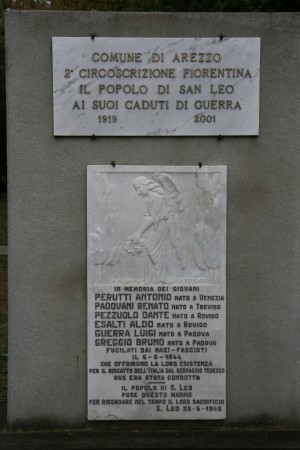 COMUNE DI AREZZO
2ª CIRCOSCRIZIONE FIORENTINA
IL POPOLO DI SAN LEO
AI SUOI CADUTI DI GUERRA
1919 2001
IN MEMORIA DEI GIOVANI
PERUTTI ANTONIO NATO A VENEZIA
PADOVANI RENATO NATO A TREVISO
PEZZUOLO DANTE NATO A ROVIGO
ESALTI ALDO NATO A ROVIGO
GUERRA LUIGI NATO A PADOVA
GREGGIO BRUNO NATO A PADOVA
FUCILATI DAI NAZI-FASCISTI
IL 6-6-1944
CHE OFFRIRONO LA LORO ESISTENZA
PER IL RISCATTO DELL'ITALIA DAL SERVAGGIO TEDESCO
OVE ERA STATA CONDOTTA
IL POPOLO DI S. LEO
POSE QUESTO MARMO
PER RICORDARE NEL TEMPO IL LORO SACRIFICIO
S. LEO